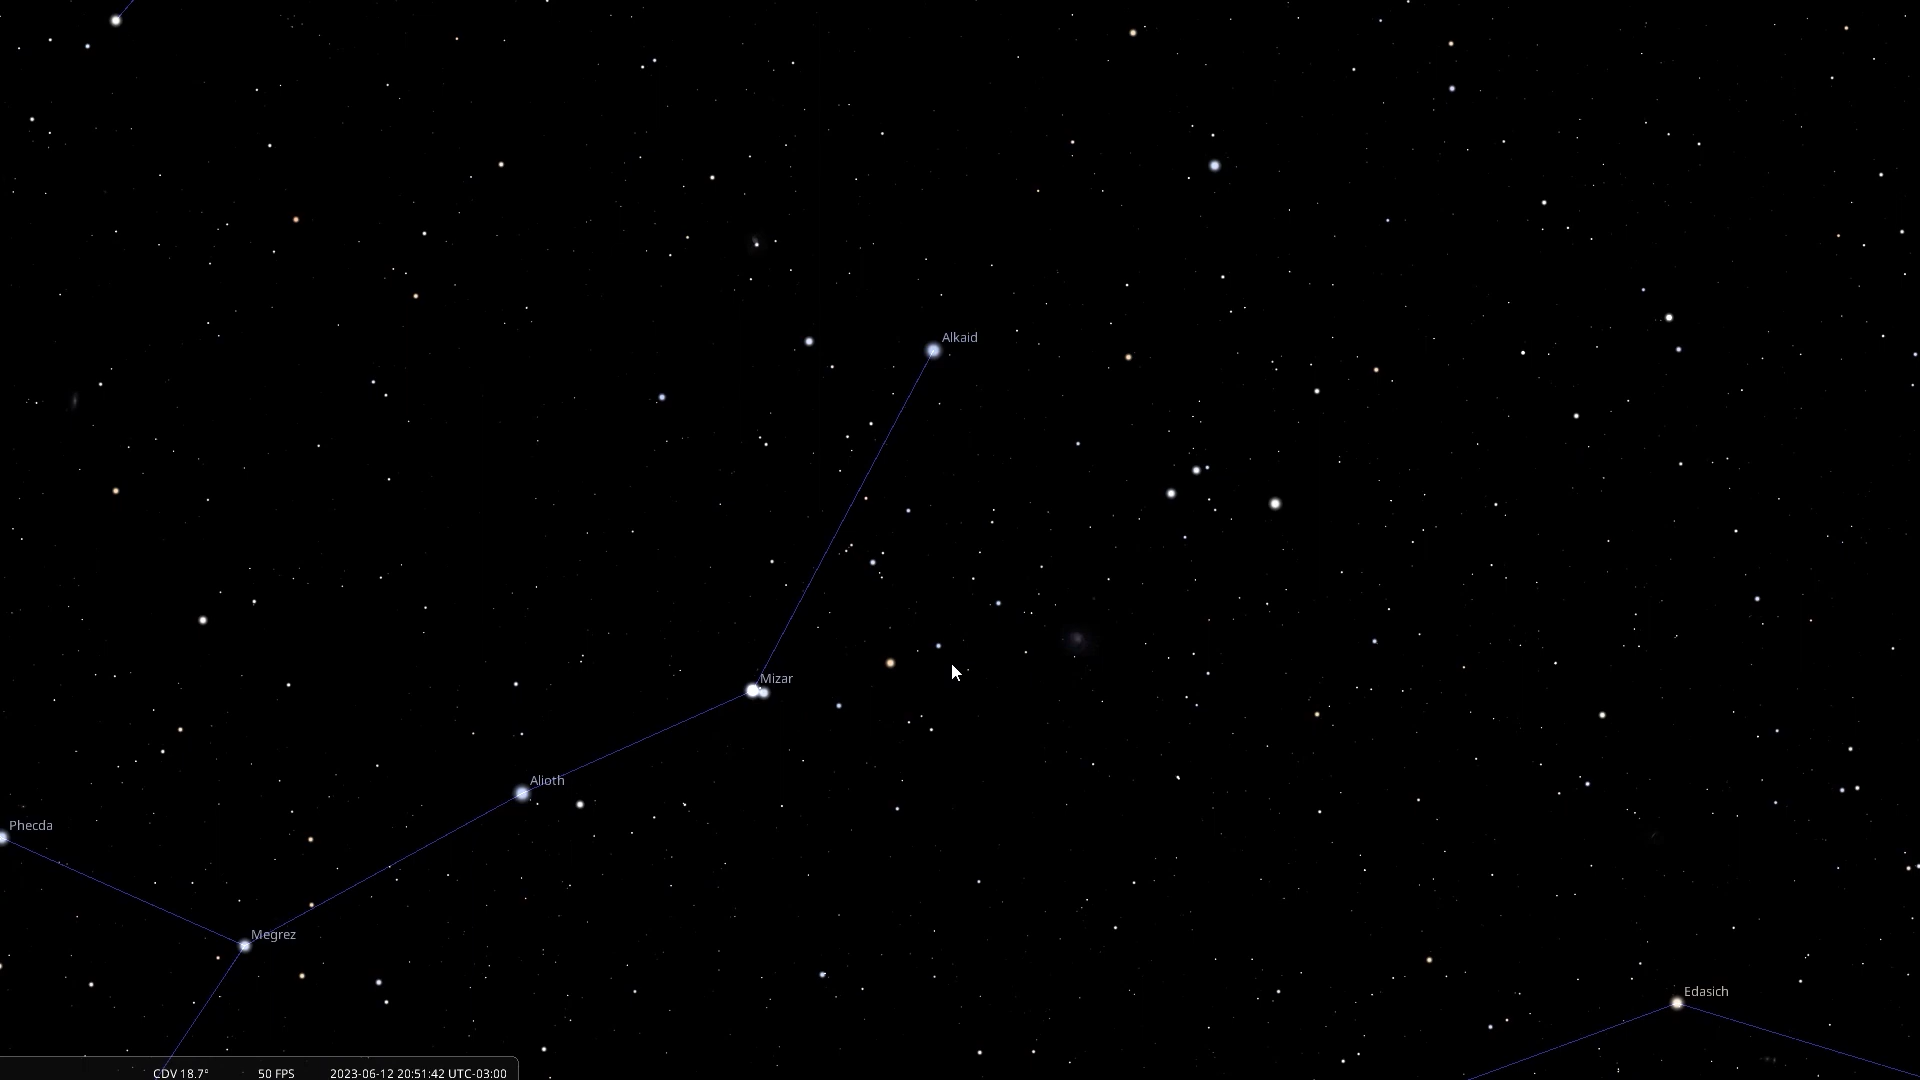 Alkaid
Mizar
Alioth
Phecda
Megrez
Edasich
CDV 18.7° 50 FPS 2023-06-12 20:51:42 UTC-03:00